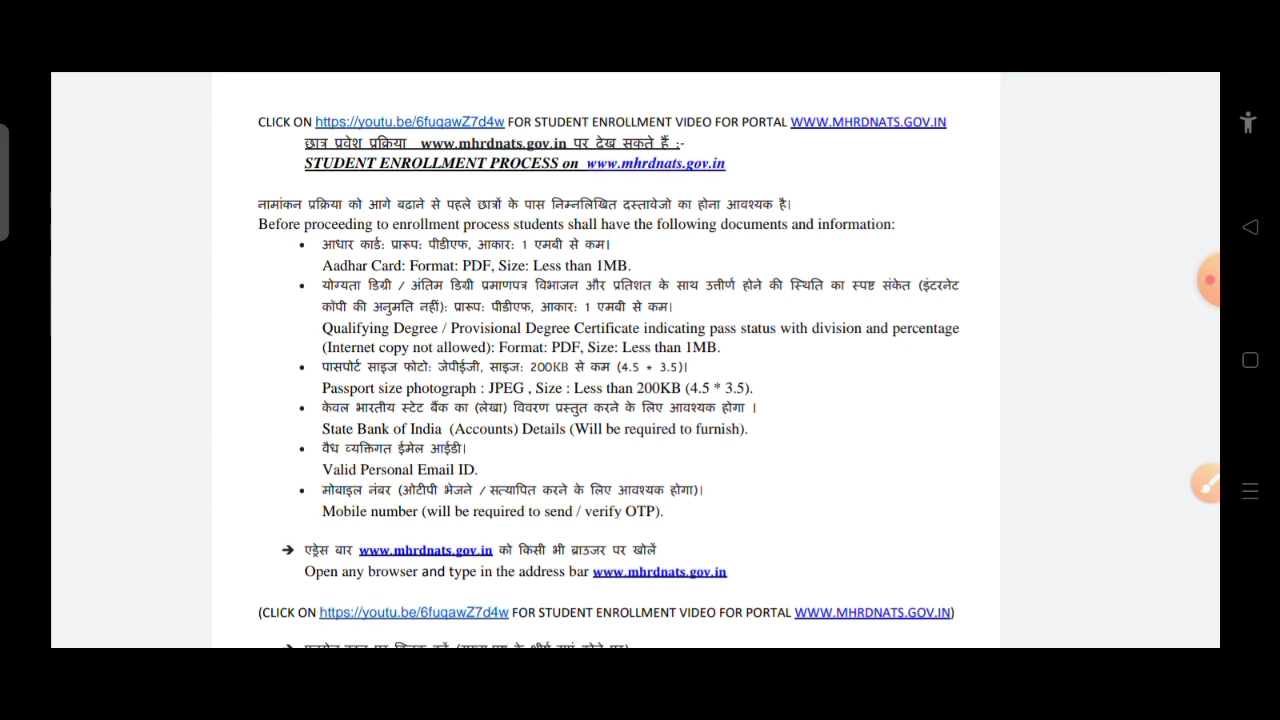 CLICK ON https://youtu.be/6fuqawZ7d4w FOR STUDENT ENROLLMENT VIDEO FOR PORTAL WWW.MHRDNATS.GOV.IN
छात्र प्रवेश प्रक्रिया www.mhrdnats.gov.in पर देख सकते हैं :-
STUDENT ENROLLMENT PROCESS on www.mhrdnats.gov.in
नामांकन प्रक्रिया को आगे बढाने से पहले छात्रों के पास निम्नलिखित दस्तावेजो का होना आवश्यक है।
Before proceeding to enrollment process students shall have the following documents and information:
• आधार कार्ड: प्रारूप: पीडीएफ, आकार: 1 एमबी से कम।
Aadhar Card: Format: PDF, Size: Less than 1MB.
• योग्यता डिग्री / अंतिम डिग्री प्रमाणपत्र विभाजन और प्रतिशत के साथ उत्तीर्ण होने की स्थिति का स्पष्ट संकेत (इंटरनेट
कॉपी की अनुमति नहीं): प्रारूप: पीडीएफ, आकार: 1 एमबी से कम।
Qualifying Degree / Provisional Degree Certificate indicating pass status with division and percentage
(Internet copy not allowed): Format: PDF, Size: Less than 1MB.
• पासपोर्ट साइज फोटो: जेपीईजी, साइज: 200KB से कम (4.5 * 3.5)।
Passport size photograph : JPEG , Size : Less than 200KB (4.5 * 3.5).
• केवल भारतीय स्टेट बैंक का (लेखा) विवरण प्रस्तुत करने के लिए आवश्यक होगा ।
State Bank of India (Accounts) Details (Will be required to furnish).
• वैध व्यक्तिगत ईमेल आईडी।
Valid Personal Email ID.
• मोबाइल नंबर (ओटीपी भेजने / सत्यापित करने के लिए आवश्यक होगा)।
Mobile number (will be required to send / verify OTP).
➔ एड्रेस बार www.mhrdnats.gov.in को किसी भी ब्राउजर पर खोलें
Open any browser and type in the address bar www.mhrdnats.gov.in
(CLICK ON https://youtu.be/6fuqawZ7d4w FOR STUDENT ENROLLMENT VIDEO FOR PORTAL WWW.MHRDNATS.GOV.IN)